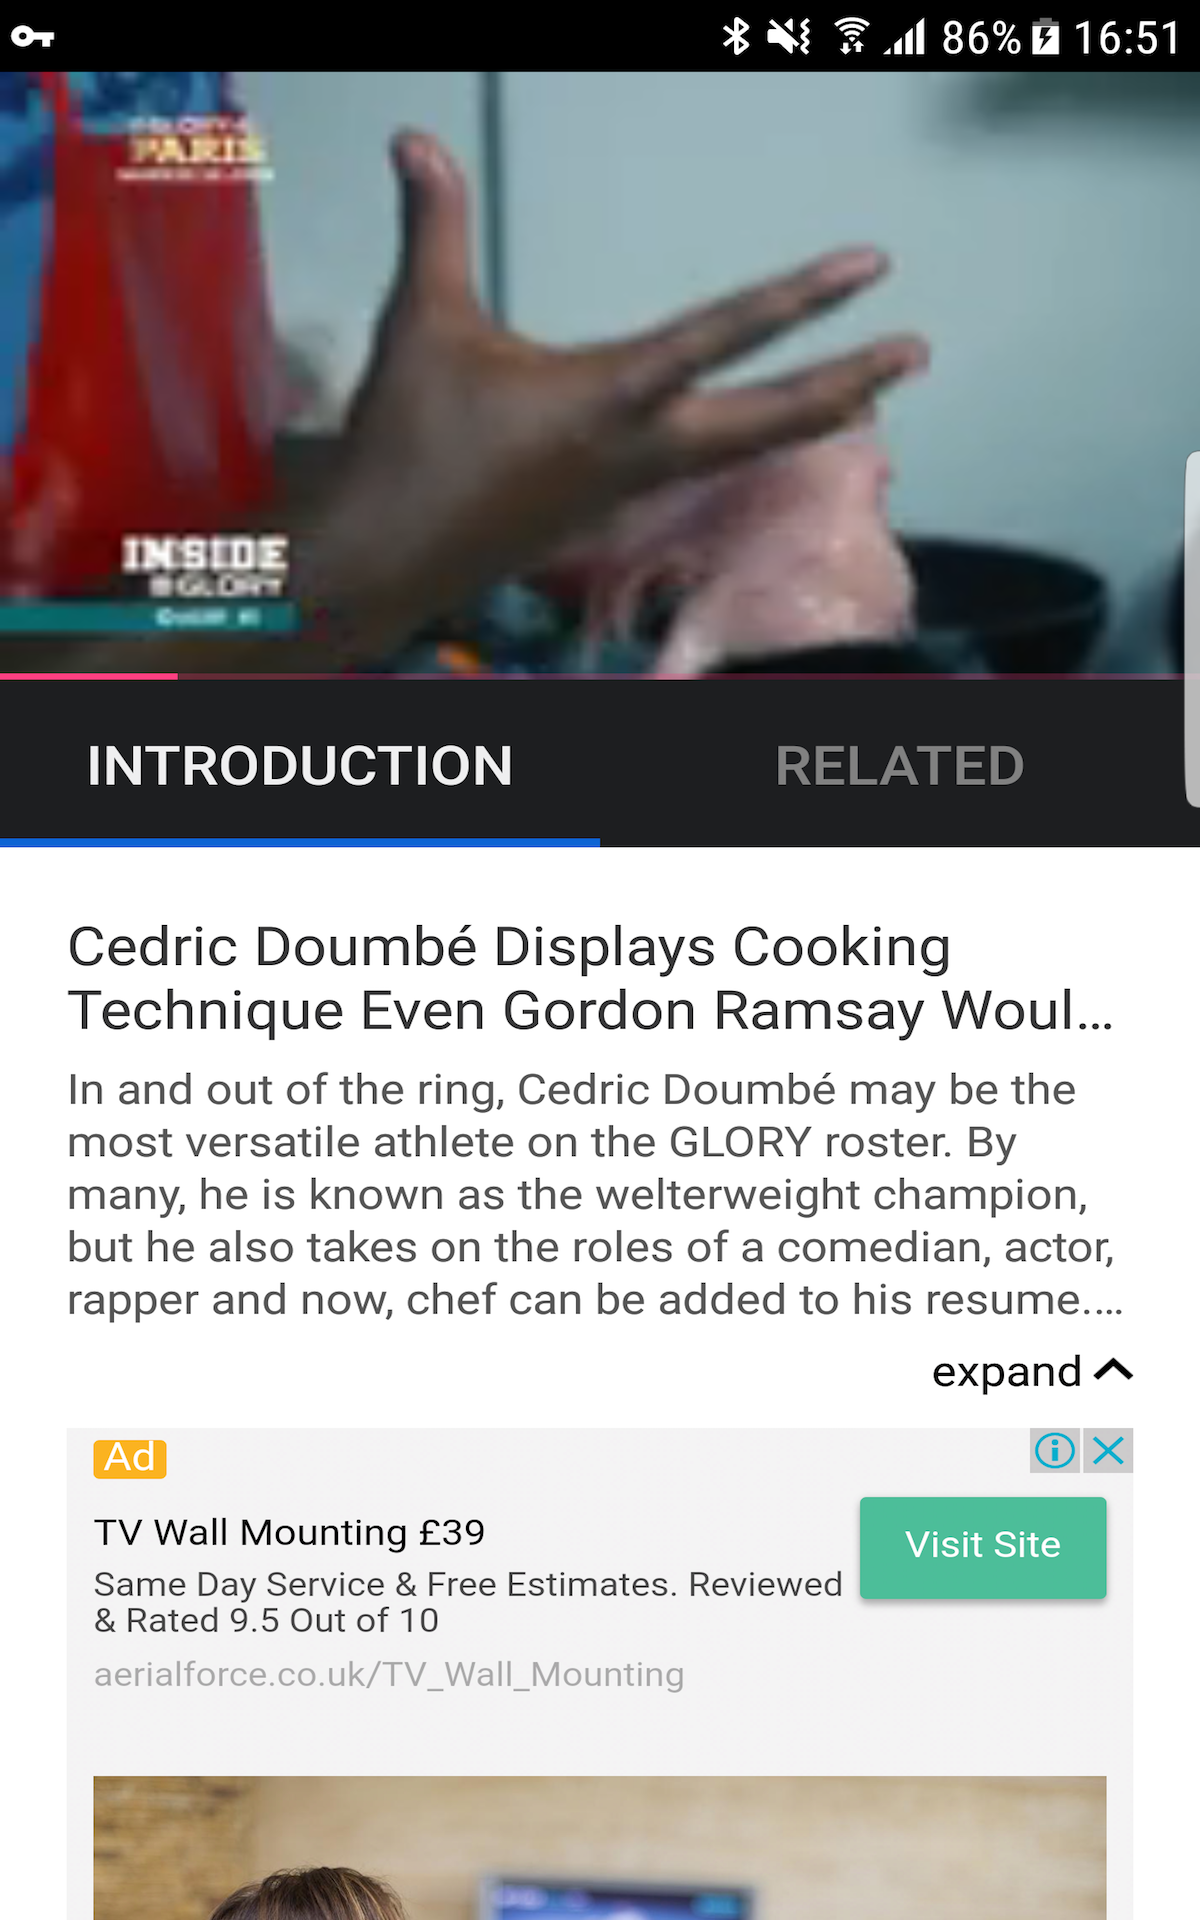 86% 16:51
PARIS
INSIDE
GLORY
INTRODUCTION RELATED
Cedric Doumbé Displays Cooking
Technique Even Gordon Ramsay Woul...
In and out of the ring, Cedric Doumbé may be the
most versatile athlete on the GLORY roster. By
many, he is known as the welterweight champion,
but he also takes on the roles of a comedian, actor,
rapper and now, chef can be added to his resume....
expand
Ad
TV Wall Mounting £39
Visit Site
Same Day Service & Free Estimates. Reviewed
& Rated 9.5 Out of 10
aerialforce.co.uk/TV_Wall_Mounting